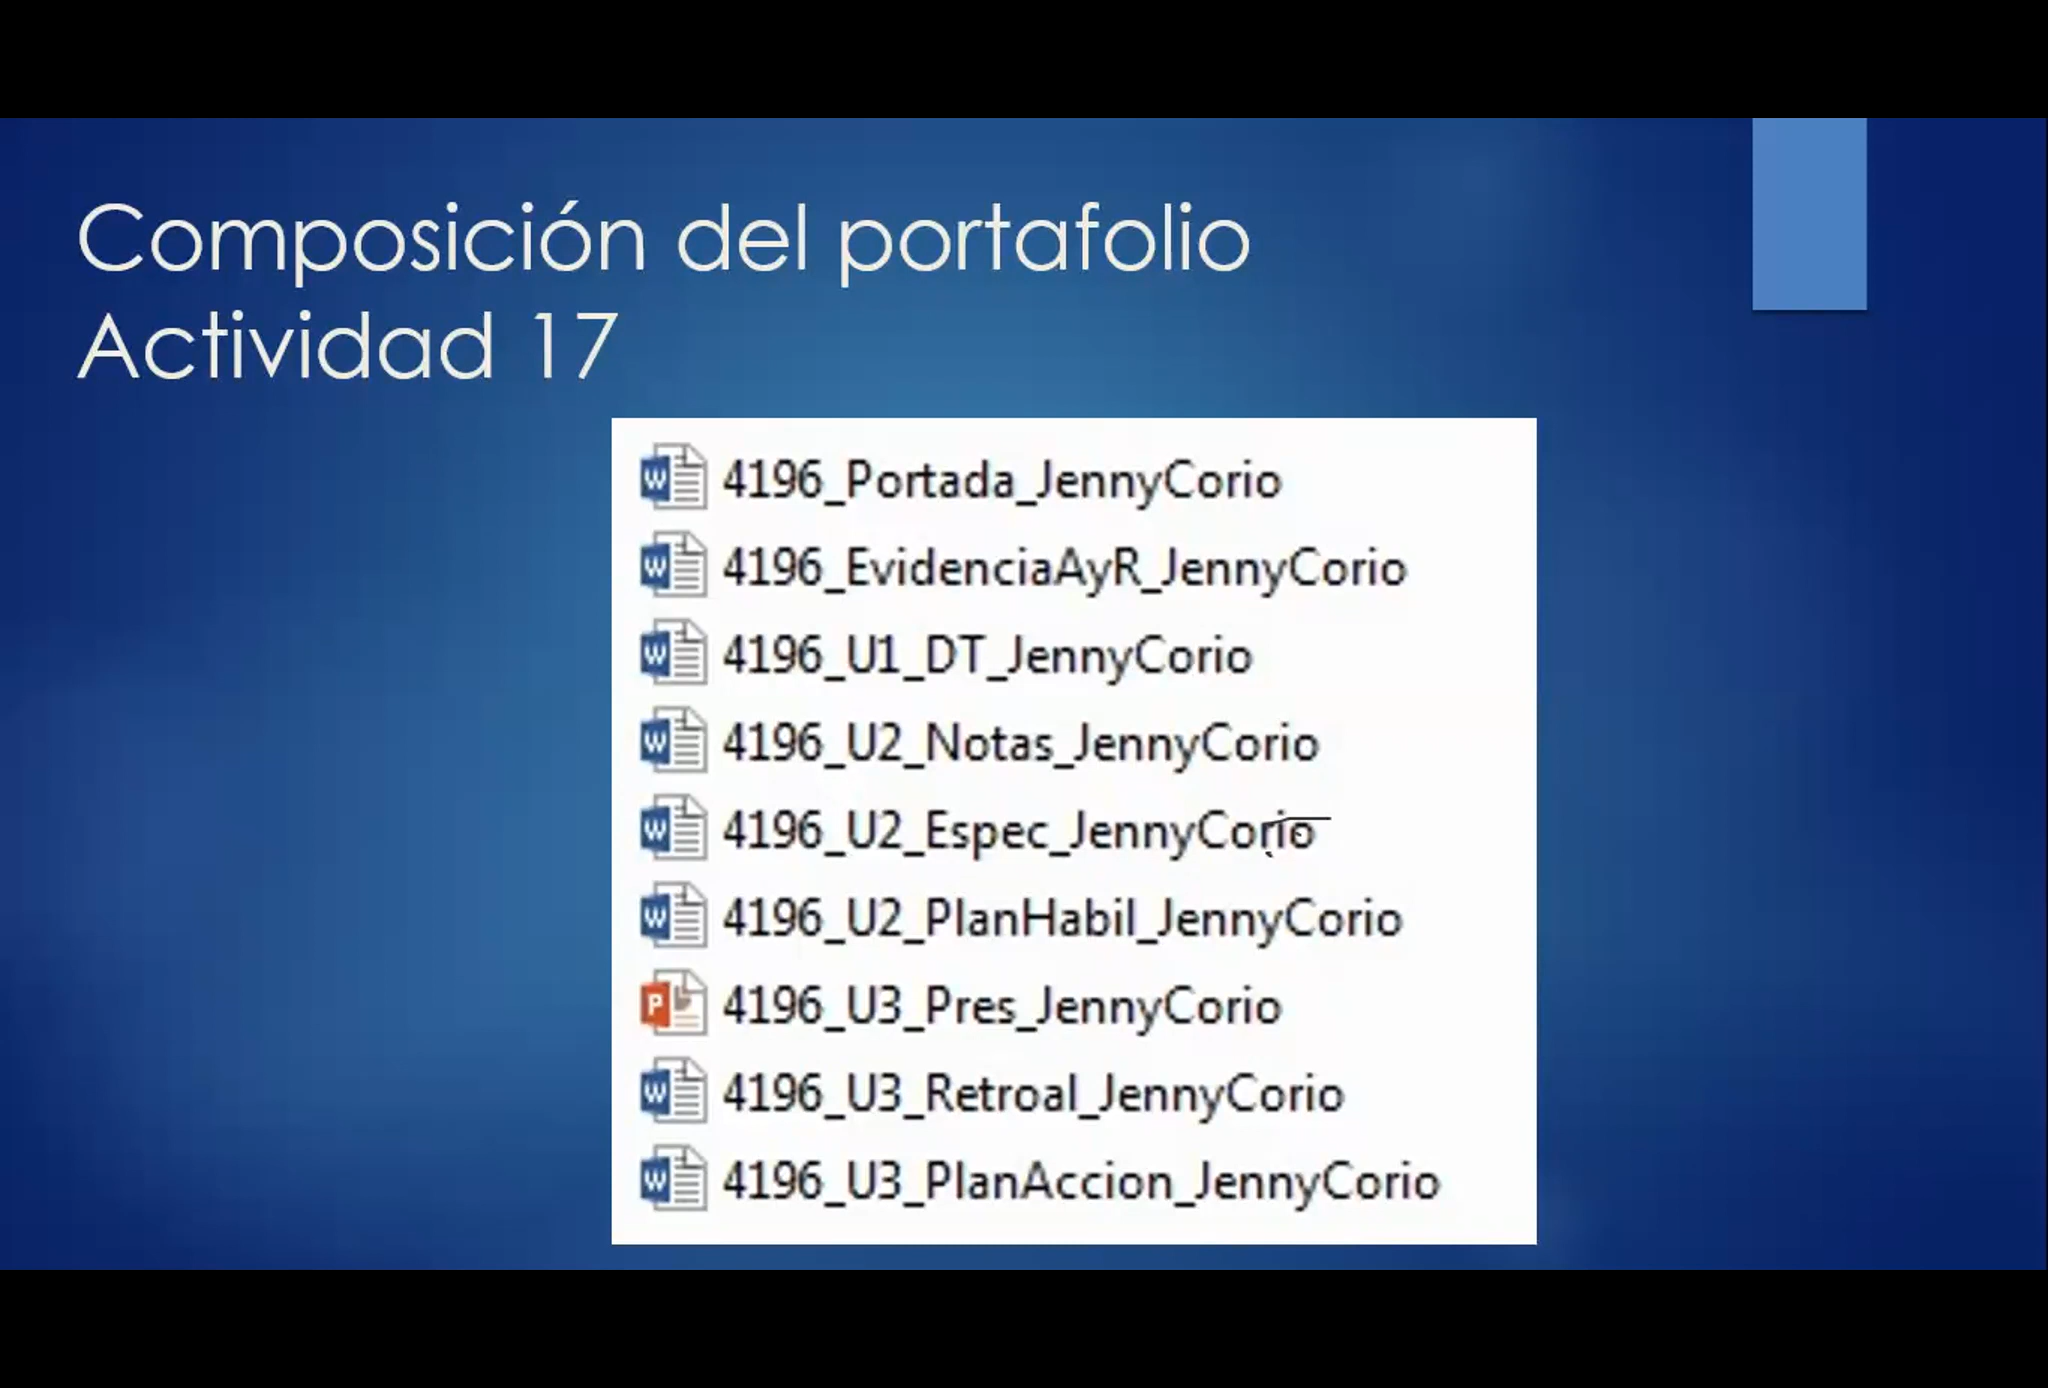 Composición del portafolio
Actividad 17
4196_Portada_JennyCorio
4196_EvidenciaAyR_JennyCorio
4196_U1_DT_JennyCorio
4196_U2_Notas_JennyCorio
4196_U2_Espec_JennyCorio
4196_U2_PlanHabil_JennyCorio
4196_U3_Pres_JennyCorio
4196_U3_Retroal_JennyCorio
4196_U3_PlanAccion_JennyCorio